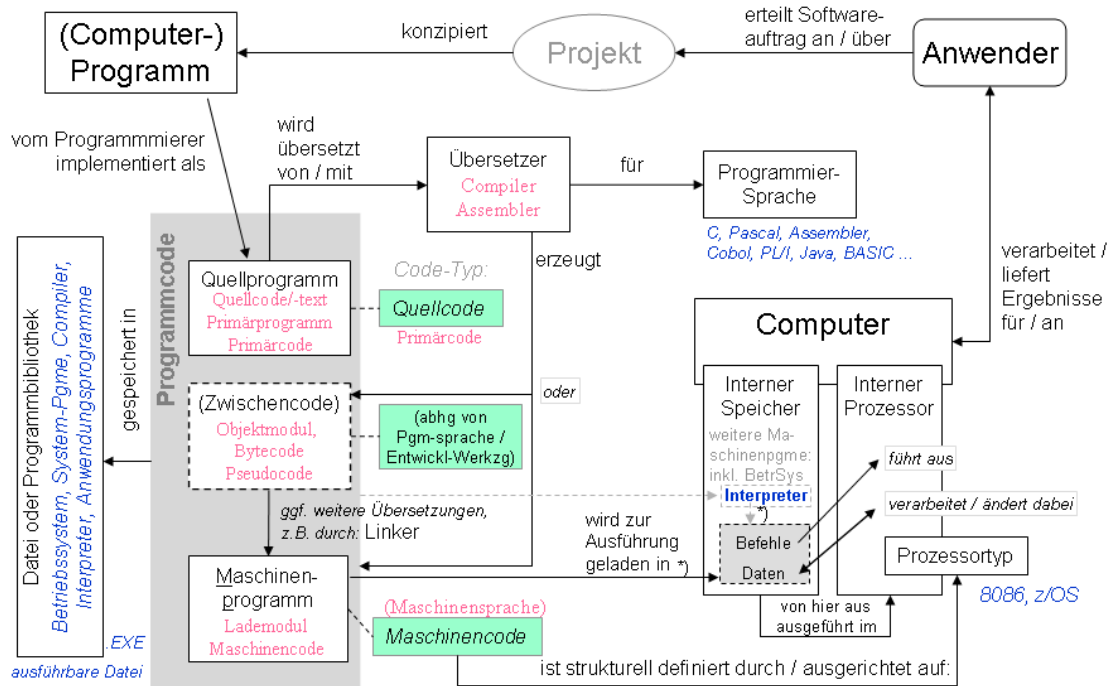 (Computer-)
Programm
konzipiert
Projekt
erteilt Software-
auftrag an / über
Anwender
vom Programmmierer
implementiert als
wird
übersetzt
von / mit
Übersetzer
Compiler
Assembler
für
Programmier-
Sprache
C, Pascal, Assembler,
Cobol, PL/I, Java, BASIC ...
erzeugt
verarbeitet /
liefert
Ergebnisse
für / an
Datei oder Programmbibliothek
Betriebssystem, System-Pgme, Compiler,
Interpreter, Anwendungsprogramme
.EXE
ausführbare Datei
gespeichert in
Programmcode
Quellprogramm
Quellcode/-text
Primärprogramm
Primärcode
Code-Typ:
Quellcode
Primärcode
oder
(Zwischencode)
Objektmodul,
Bytecode
Pseudocode
(abhg von
Pgm-sprache /
Entwickl-Werkzg)
ggf. weitere Übersetzungen,
z.B. durch: Linker
Maschinen-
programm
Lademodul
Maschinencode
(Maschinensprache)
Maschinencode
wird zur
Ausführung
geladen in *)
Computer
Interner
Speicher
weitere Ma-
schinenpgme:
inkl. BetrSys
Interpreter
*)
Befehle
Daten
Interner
Prozessor
führt aus
verarbeitet / ändert dabei
Prozessortyp
8086, z/OS
von hier aus
ausgeführt im
ist strukturell definiert durch / ausgerichtet auf: